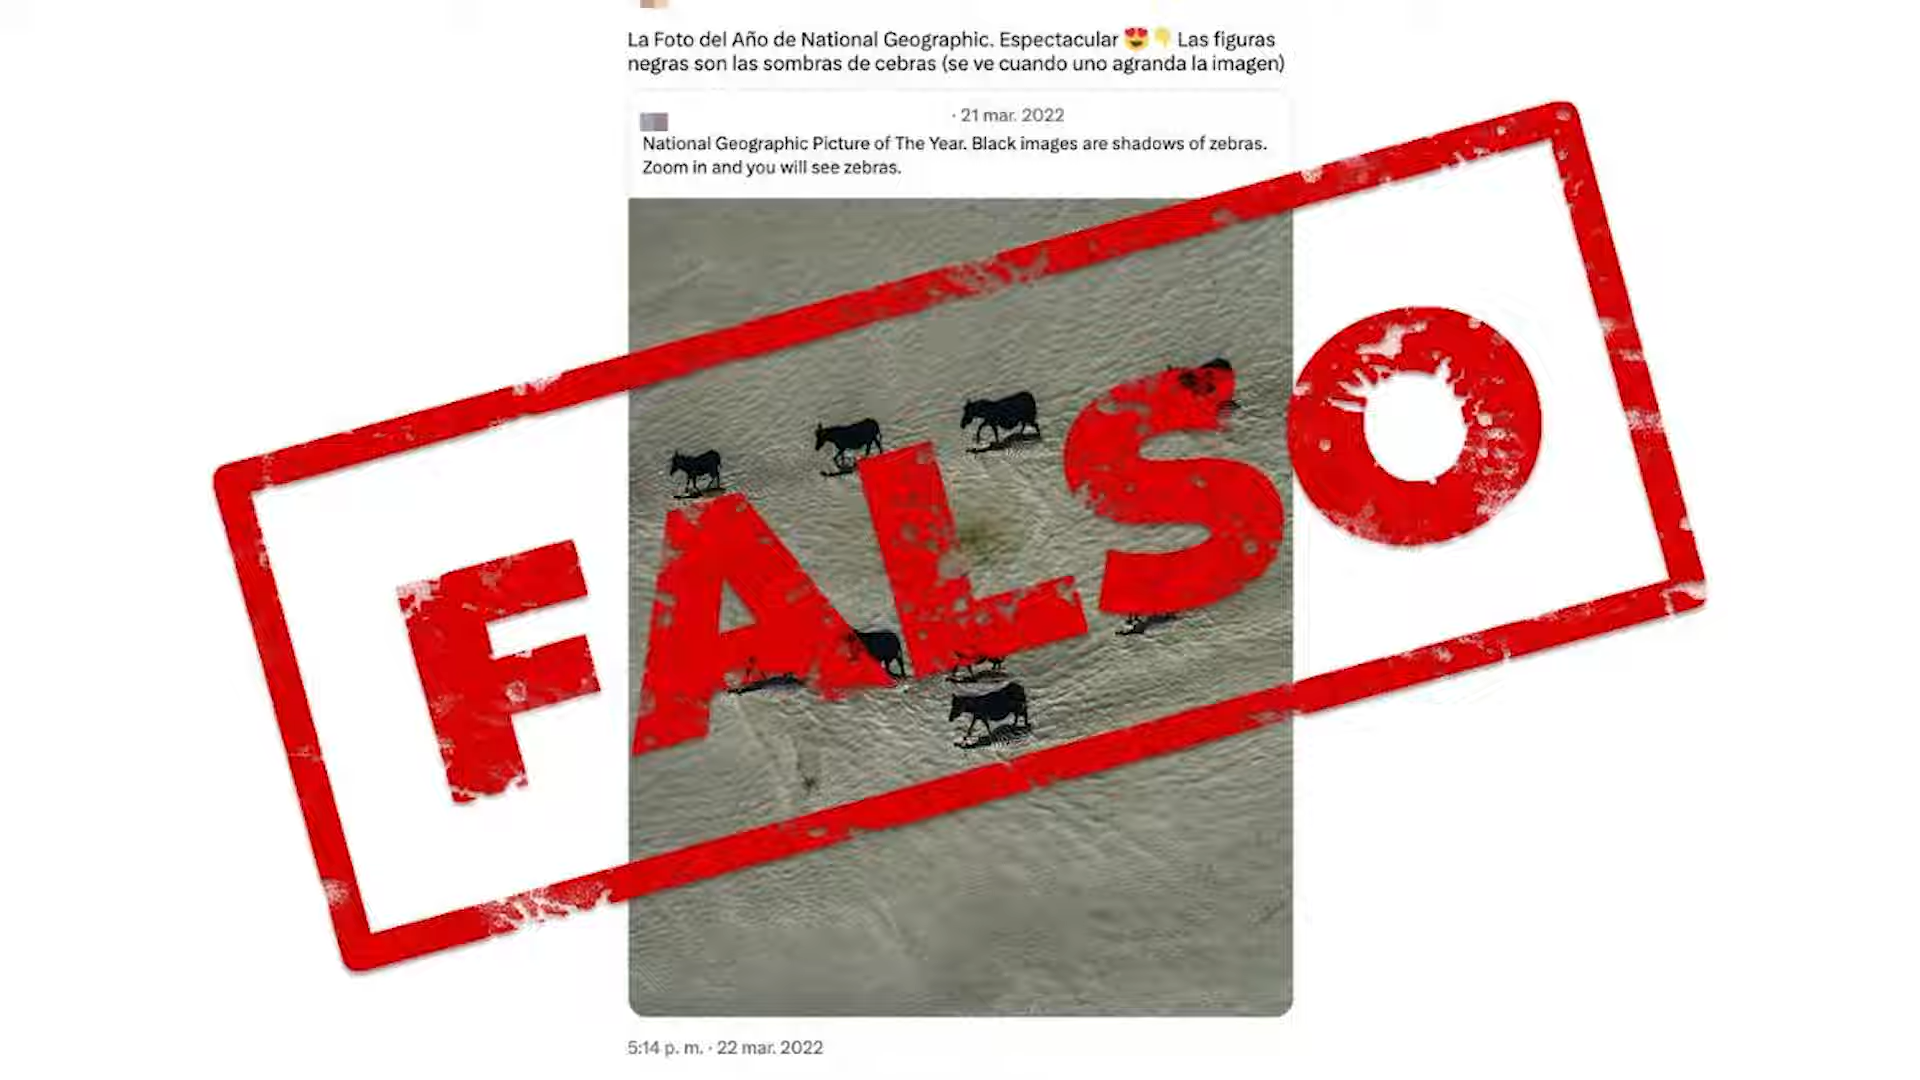 La Foto del Año de National Geographic. Espectacular 😍👇 Las figuras
negras son las sombras de cebras (se ve cuando uno agranda la imagen)
· 21 mar. 2022
National Geographic Picture of The Year. Black images are shadows of zebras.
Zoom in and you will see zebras.
FALSO
5:14 p. m. · 22 mar. 2022